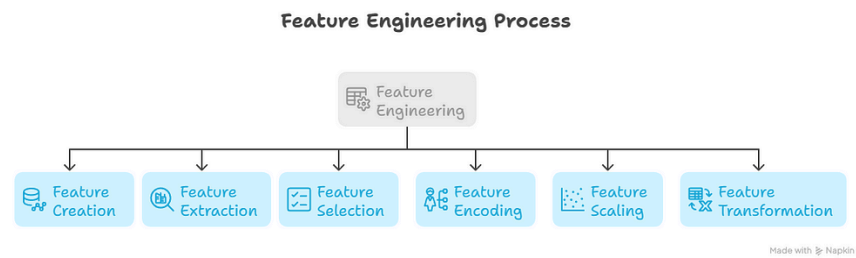 Feature Engineering Process
Feature
Engineering
Feature
Creation
Feature
Extraction
Feature
Selection
Feature
Encoding
Feature
Scaling
Feature
Transformation
Made with Napkin